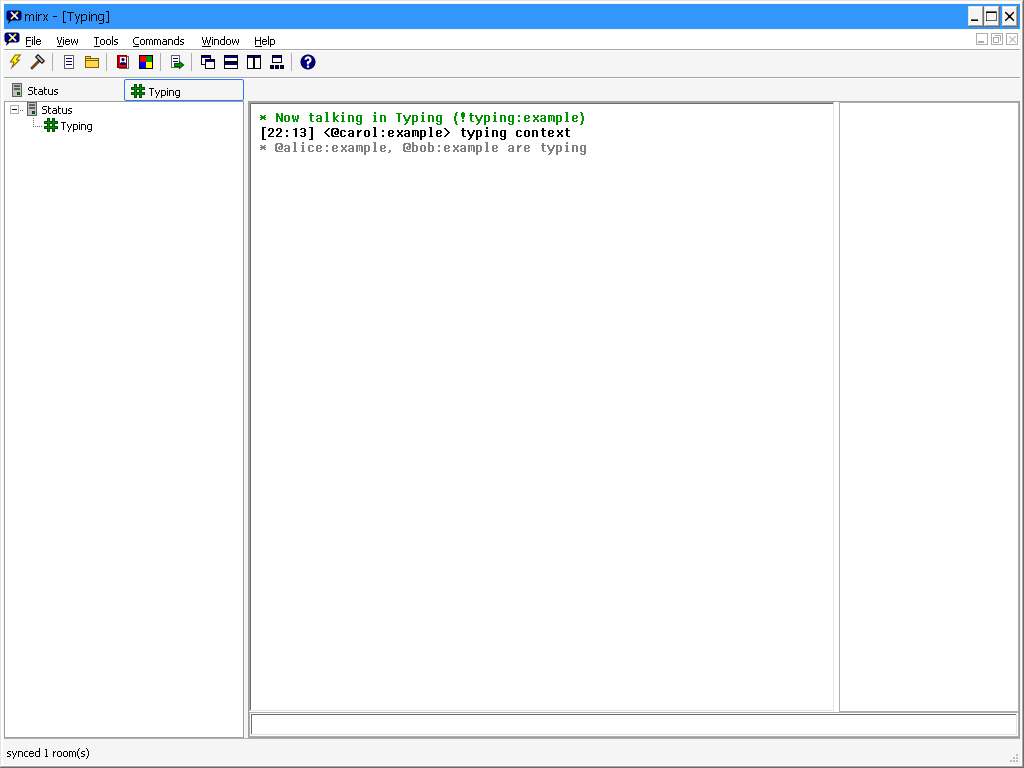 mirx - [Typing]
File View Tools Commands Window Help
Status Typing
Status
Typing
* Now talking in Typing (!typing:example)
[22:13] <@carol:example> typing context
* @alice:example, @bob:example are typing
synced 1 room(s)